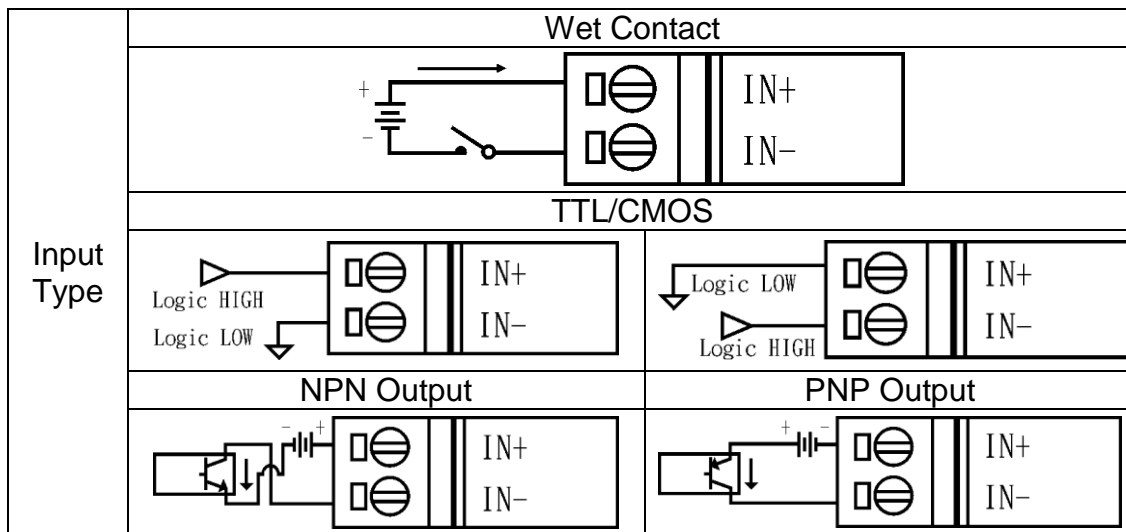 Wet Contact
+
-
IN+
IN-
Input
Type
TTL/CMOS
Logic HIGH
Logic LOW
IN+
IN-
Logic LOW
Logic HIGH
IN+
IN-
NPN Output
PNP Output
- +
IN+
IN-
+ -
IN+
IN-